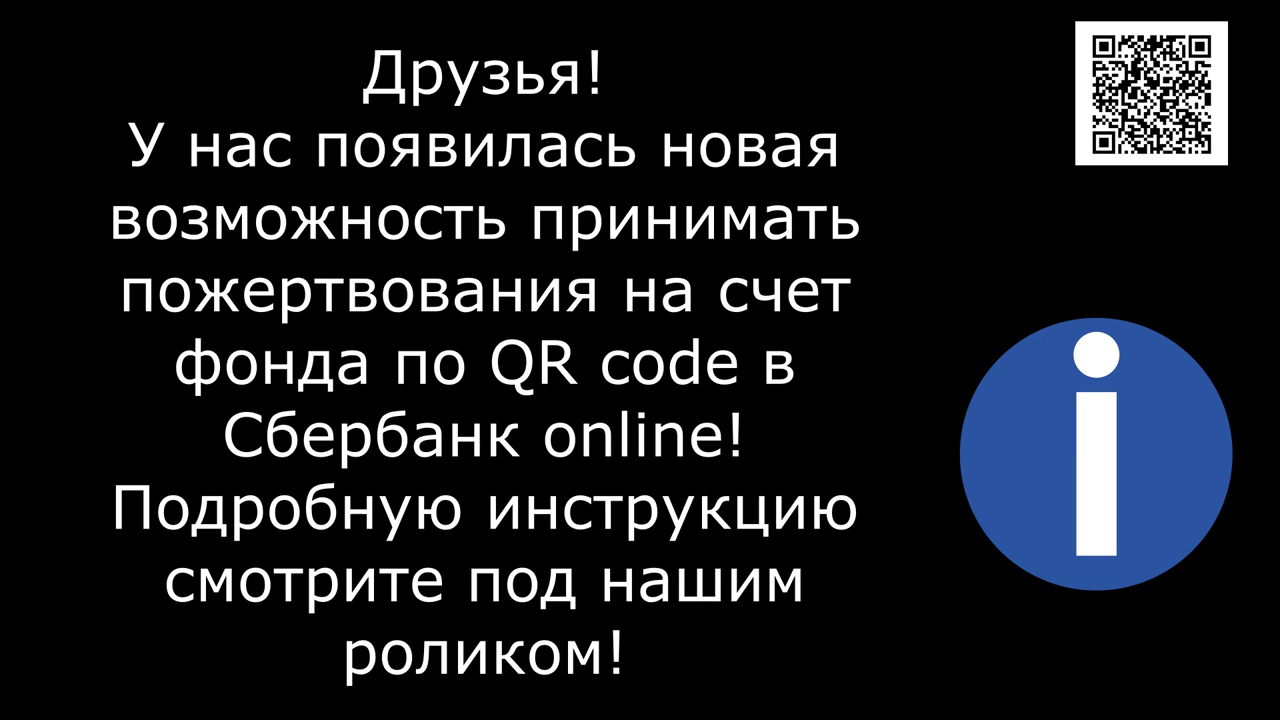 Друзья!
У нас появилась новая
возможность принимать
пожертвования на счет
фонда по QR code в
Сбербанк online!
Подробную инструкцию
смотрите под нашим
роликом!
i